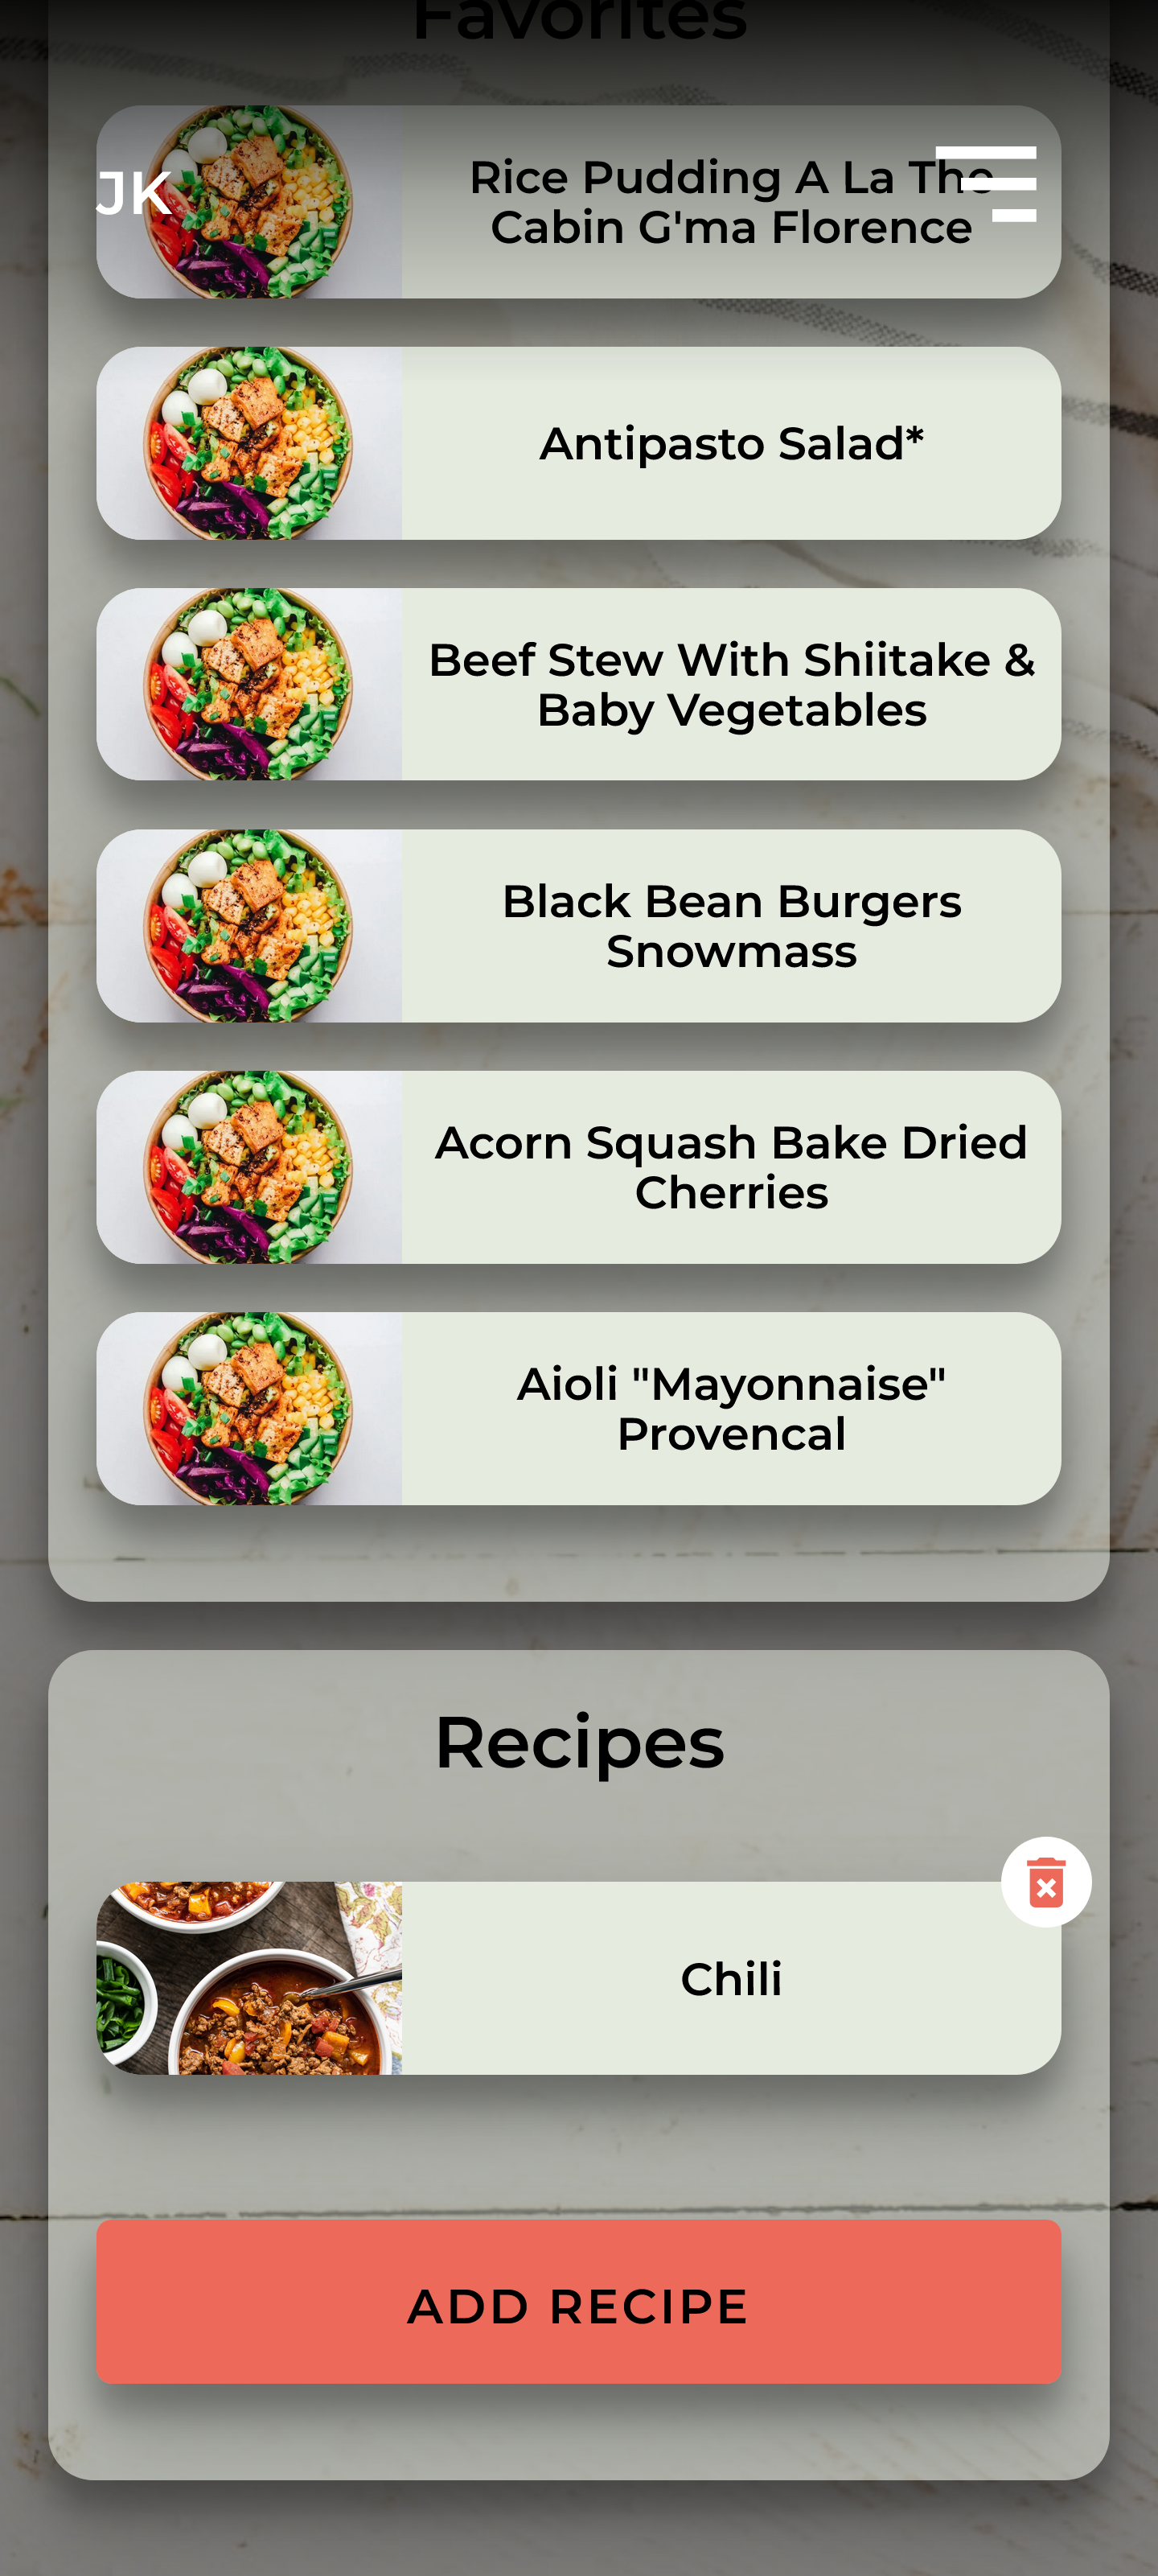 Favorites
JK
Rice Pudding A La The
Cabin G'ma Florence
Antipasto Salad*
Beef Stew With Shiitake &
Baby Vegetables
Black Bean Burgers
Snowmass
Acorn Squash Bake Dried
Cherries
Aioli "Mayonnaise"
Provencal
Recipes
Chili
ADD RECIPE